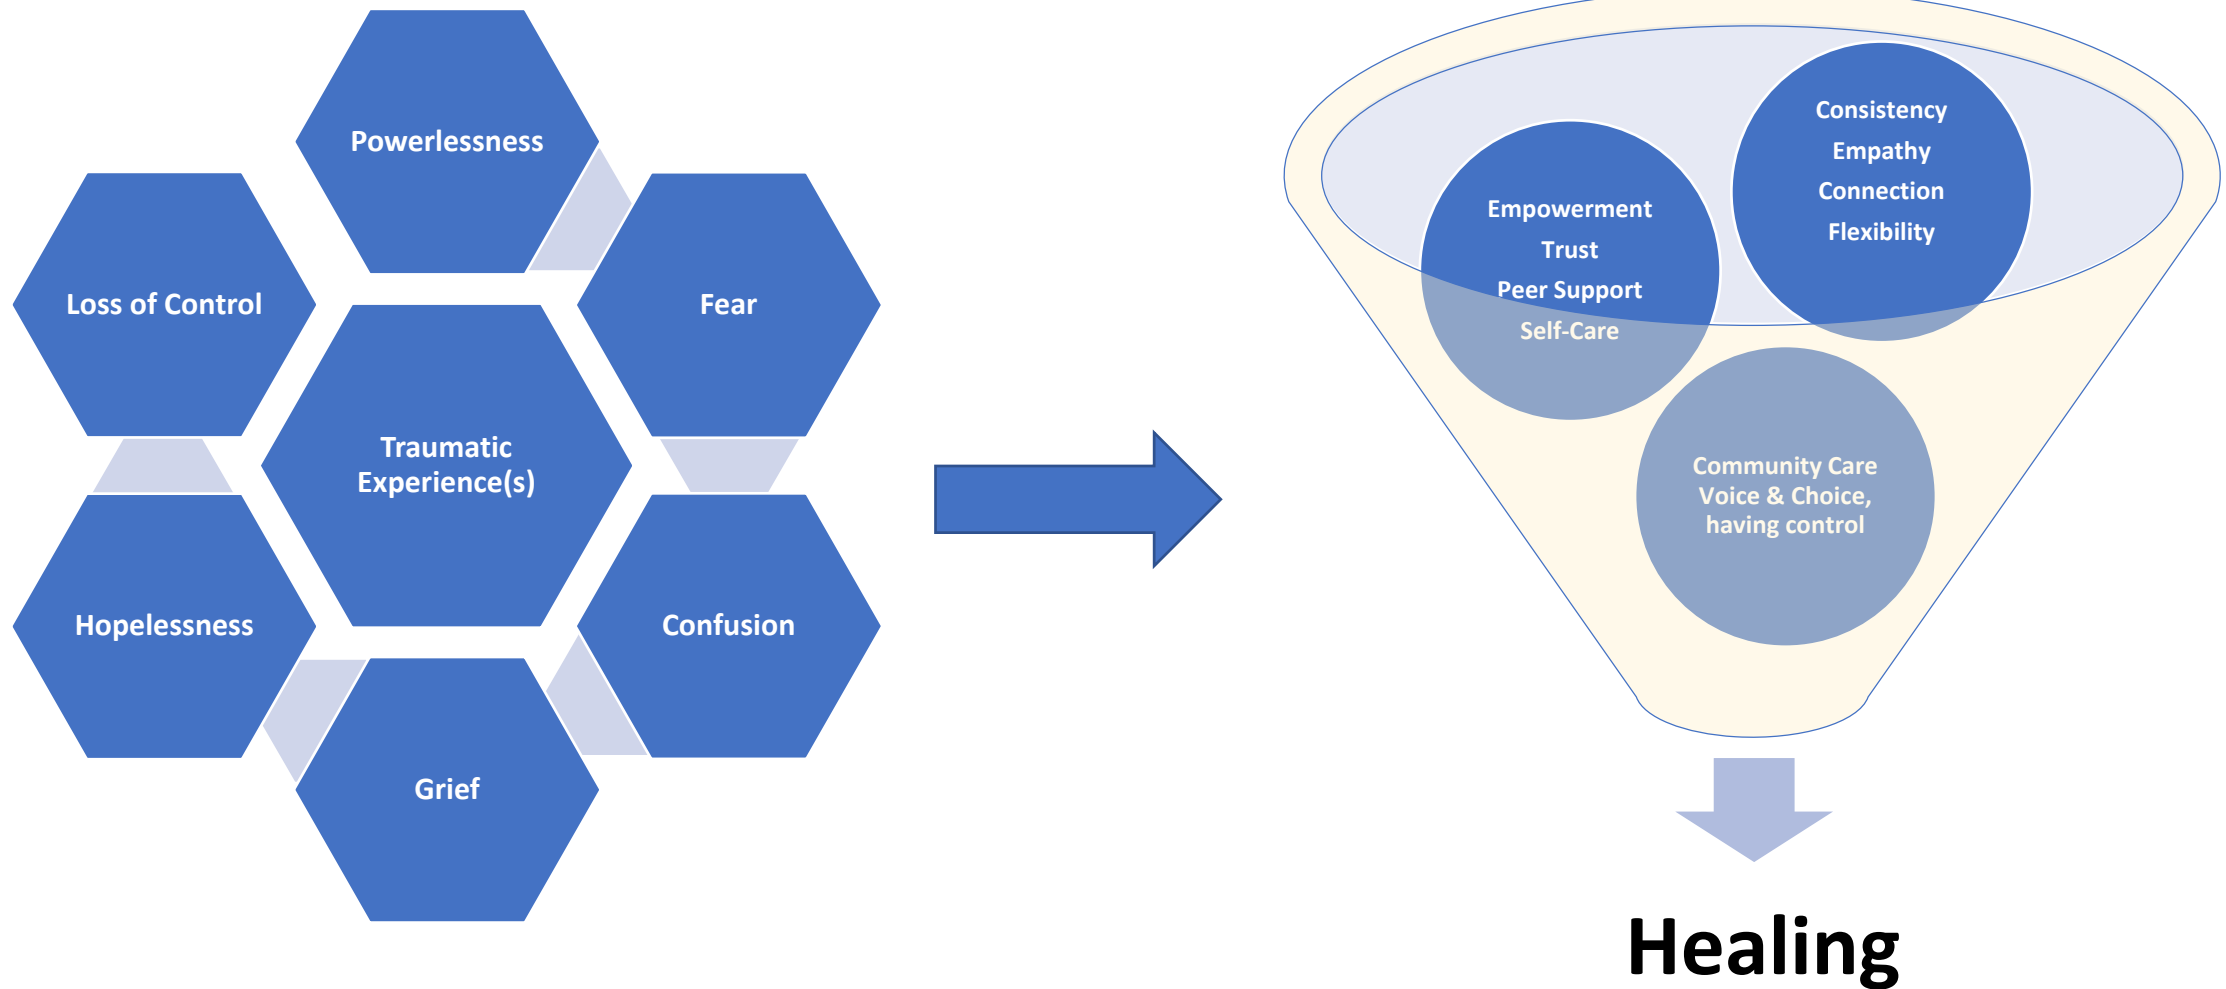 Powerlessness
Loss of Control
Fear
Traumatic
Experience(s)
Hopelessness
Confusion
Grief
Consistency
Empathy
Connection
Flexibility
Empowerment
Trust
Peer Support
Self-Care
Community Care
Voice & Choice,
having control
Healing